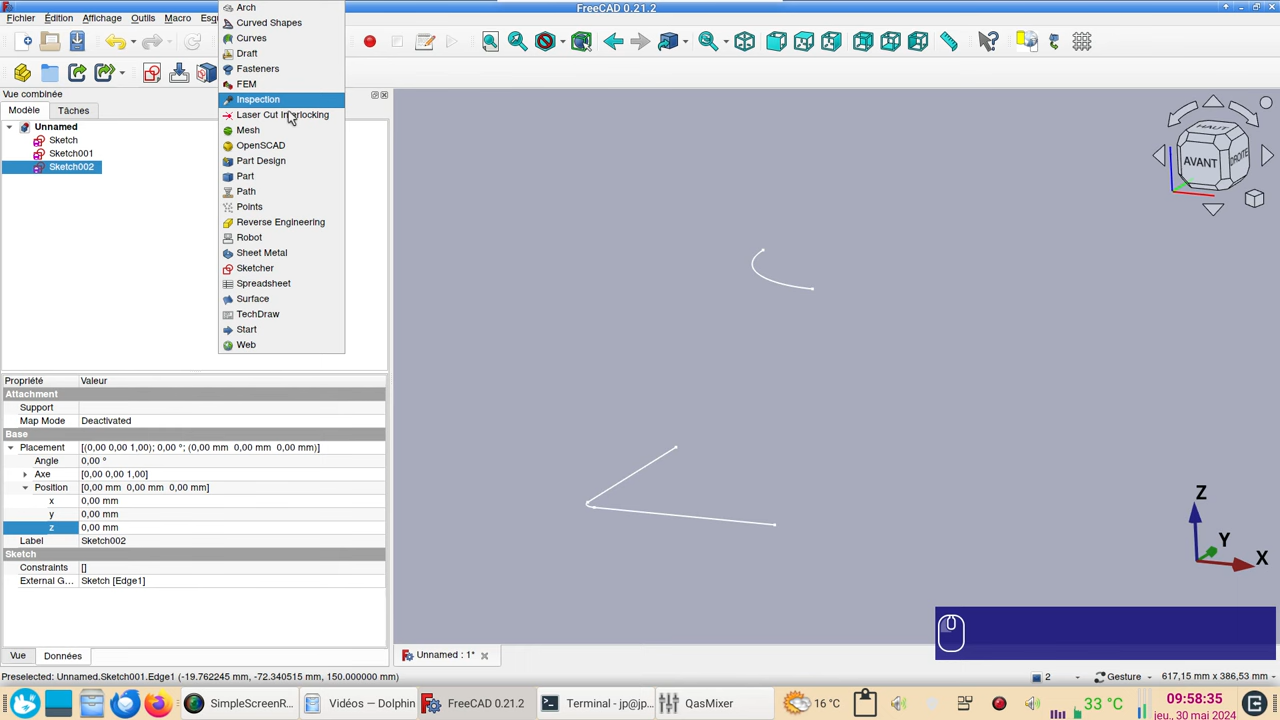 FreeCAD 0.21.2
Fichier Édition Affichage Outils Macro Esq
Arch
Curved Shapes
Curves
Draft
Fasteners
FEM
Inspection
Laser Cut Interlocking
Mesh
OpenSCAD
Part Design
Part
Path
Points
Reverse Engineering
Robot
Sheet Metal
Sketcher
Spreadsheet
Surface
TechDraw
Start
Web
Vue combinée
Modèle Tâches
Unnamed
Sketch
Sketch001
Sketch002
HAUT
AVANT
DROITE
Propriété Valeur
Attachment
Support
Map Mode Deactivated
Base
Placement [(0,00 0,00 1,00); 0,00 °; (0,00 mm 0,00 mm 0,00 mm)]
Angle 0,00 °
Axe [0,00 0,00 1,00]
Position [0,00 mm 0,00 mm 0,00 mm]
x 0,00 mm
y 0,00 mm
z 0,00 mm
Label Sketch002
Sketch
Constraints []
External G... Sketch [Edge1]
Z
Y
X
Vue Données
Unnamed : 1*
Preselected: Unnamed.Sketch001.Edge1 (-19.762245 mm, -72.340515 mm, 150.000000 mm)
2 Gesture 617,15 mm x 386,53 mm
SimpleScreenR... Vidéos — Dolphin FreeCAD 0.21.2 Terminal — jp@jp... QasMixer 16 °C 33 °C 09:58:35
jeu., 30 mai 2024